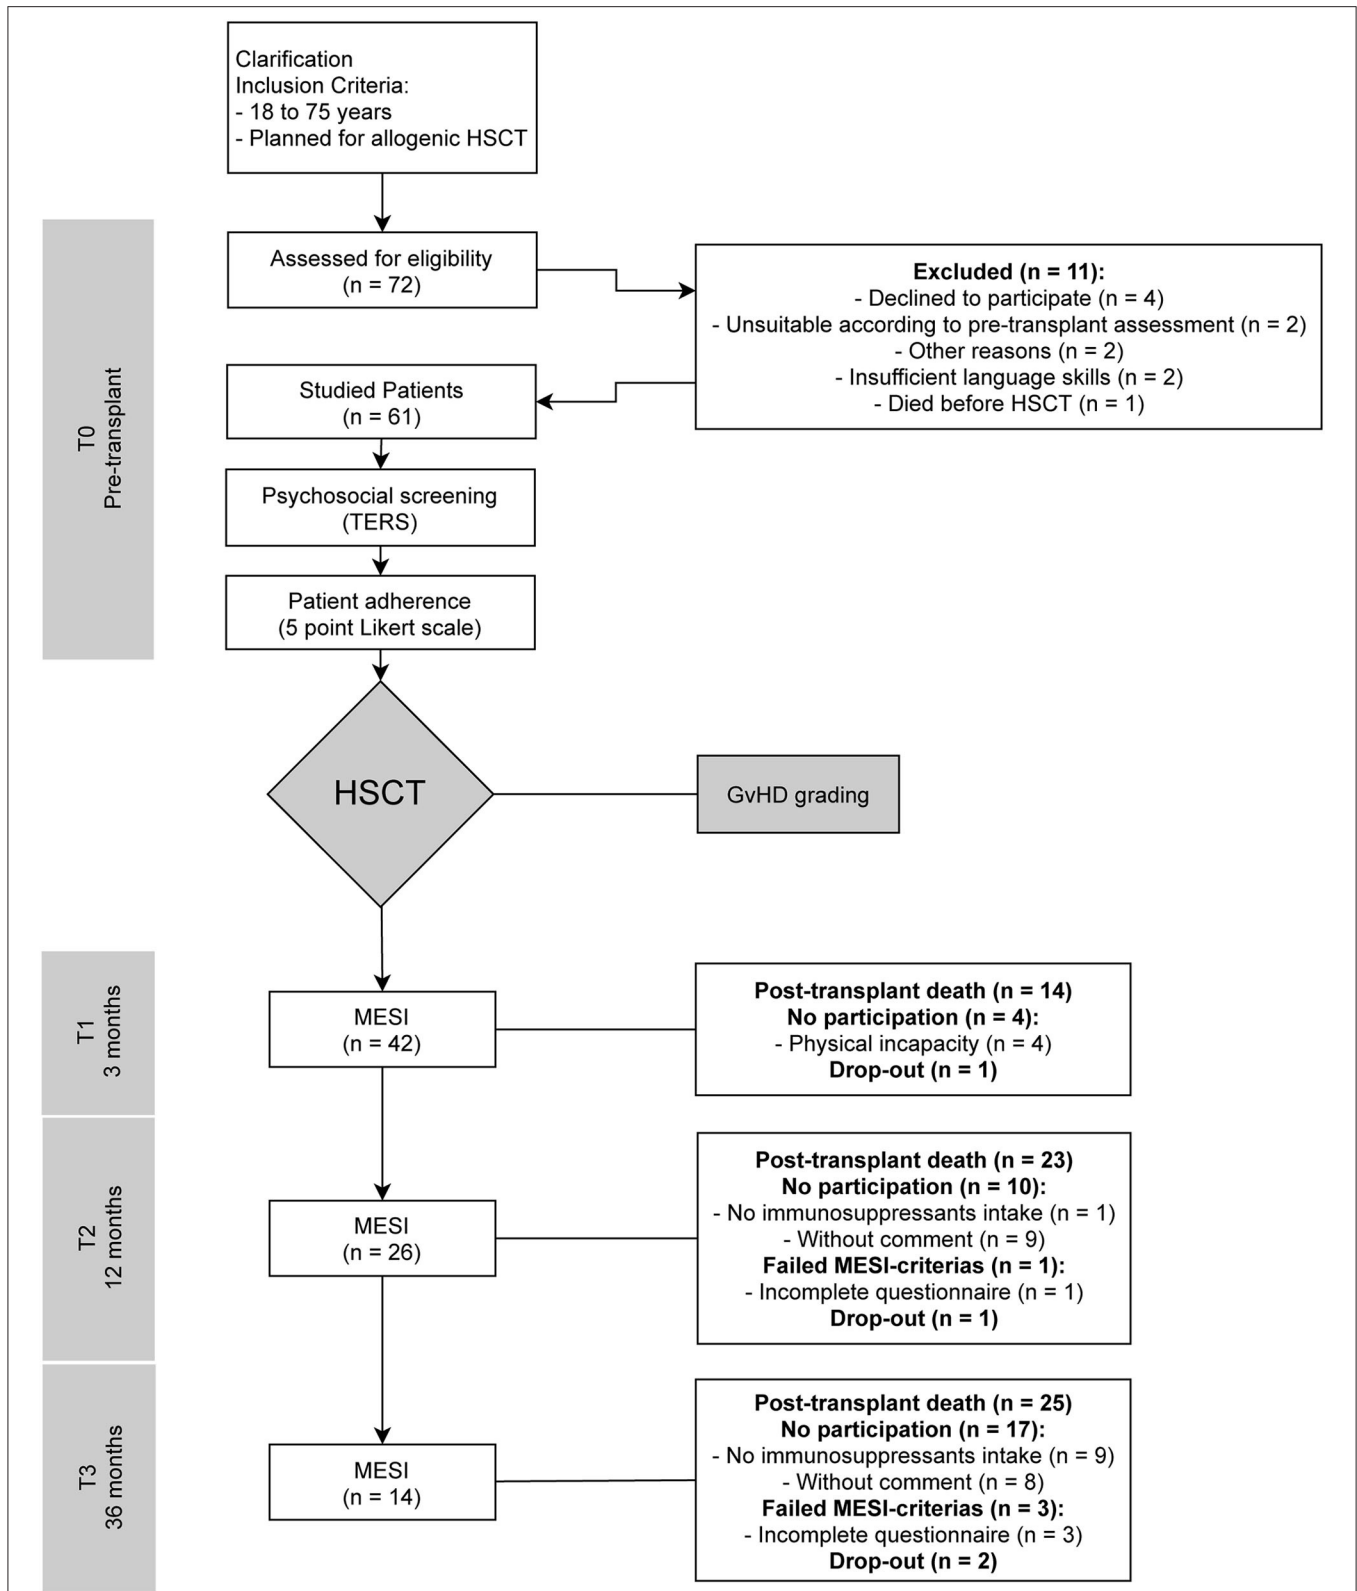 Clarification
Inclusion Criteria:
- 18 to 75 years
- Planned for allogenic HSCT
T0
Pre-transplant
Assessed for eligibility
(n = 72)
Excluded (n = 11):
- Declined to participate (n = 4)
- Unsuitable according to pre-transplant assessment (n = 2)
- Other reasons (n = 2)
- Insufficient language skills (n = 2)
- Died before HSCT (n = 1)
Studied Patients
(n = 61)
Psychosocial screening
(TERS)
Patient adherence
(5 point Likert scale)
HSCT
GvHD grading
T1
3 months
MESI
(n = 42)
Post-transplant death (n = 14)
No participation (n = 4):
- Physical incapacity (n = 4)
Drop-out (n = 1)
T2
12 months
MESI
(n = 26)
Post-transplant death (n = 23)
No participation (n = 10):
- No immunosuppressants intake (n = 1)
- Without comment (n = 9)
Failed MESI-criterias (n = 1):
- Incomplete questionnaire (n = 1)
Drop-out (n = 1)
T3
36 months
MESI
(n = 14)
Post-transplant death (n = 25)
No participation (n = 17):
- No immunosuppressants intake (n = 9)
- Without comment (n = 8)
Failed MESI-criterias (n = 3):
- Incomplete questionnaire (n = 3)
Drop-out (n = 2)